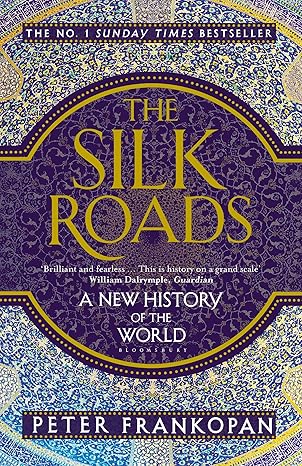 THE NO. 1 SUNDAY TIMES BESTSELLER
THE
SILK
ROADS
'Brilliant and fearless ... This is history on a grand scale'
William Dalrymple, Guardian
A NEW HISTORY
OF THE
WORLD
BLOOMSBURY
PETER FRANKOPAN